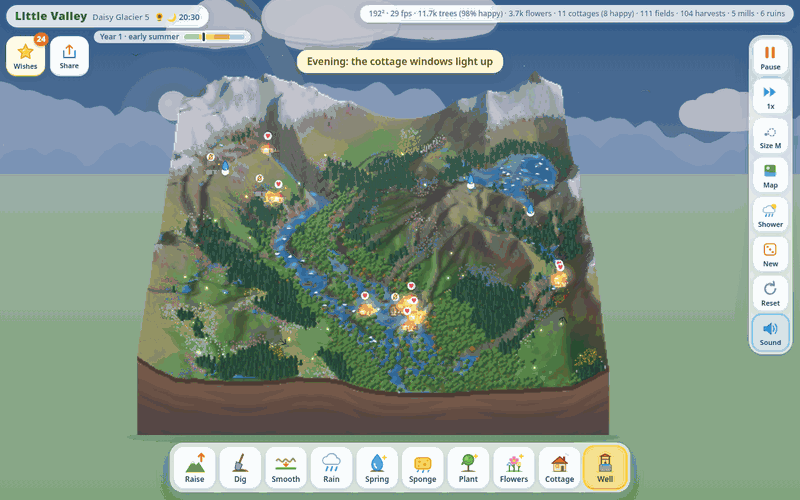 Little Valley Daisy Glacier 5 20:30
192² · 29 fps · 11.7k trees (98% happy) · 3.7k flowers · 11 cottages (8 happy) · 111 fields · 104 harvests · 5 mills · 6 ruins
Year 1 · early summer
24
Wishes
Share
Evening: the cottage windows light up
Pause
1x
Size M
Map
Shower
New
Reset
Sound
Raise
Dig
Smooth
Rain
Spring
Sponge
Plant
Flowers
Cottage
Well